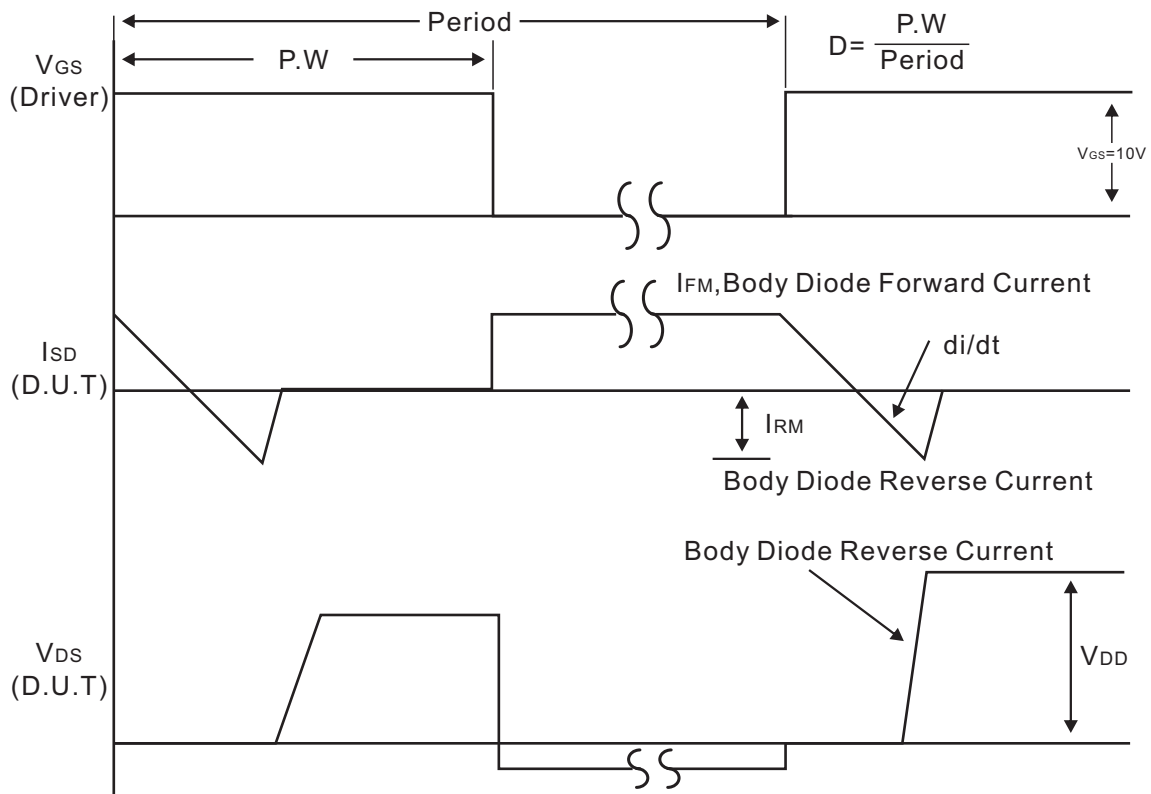 Period
P.W
D= P.W
Period
VGS
(Driver)
VGS=10V
IFM,Body Diode Forward Current
ISD
(D.U.T)
di/dt
IRM
Body Diode Reverse Current
Body Diode Reverse Current
VDS
(D.U.T)
VDD